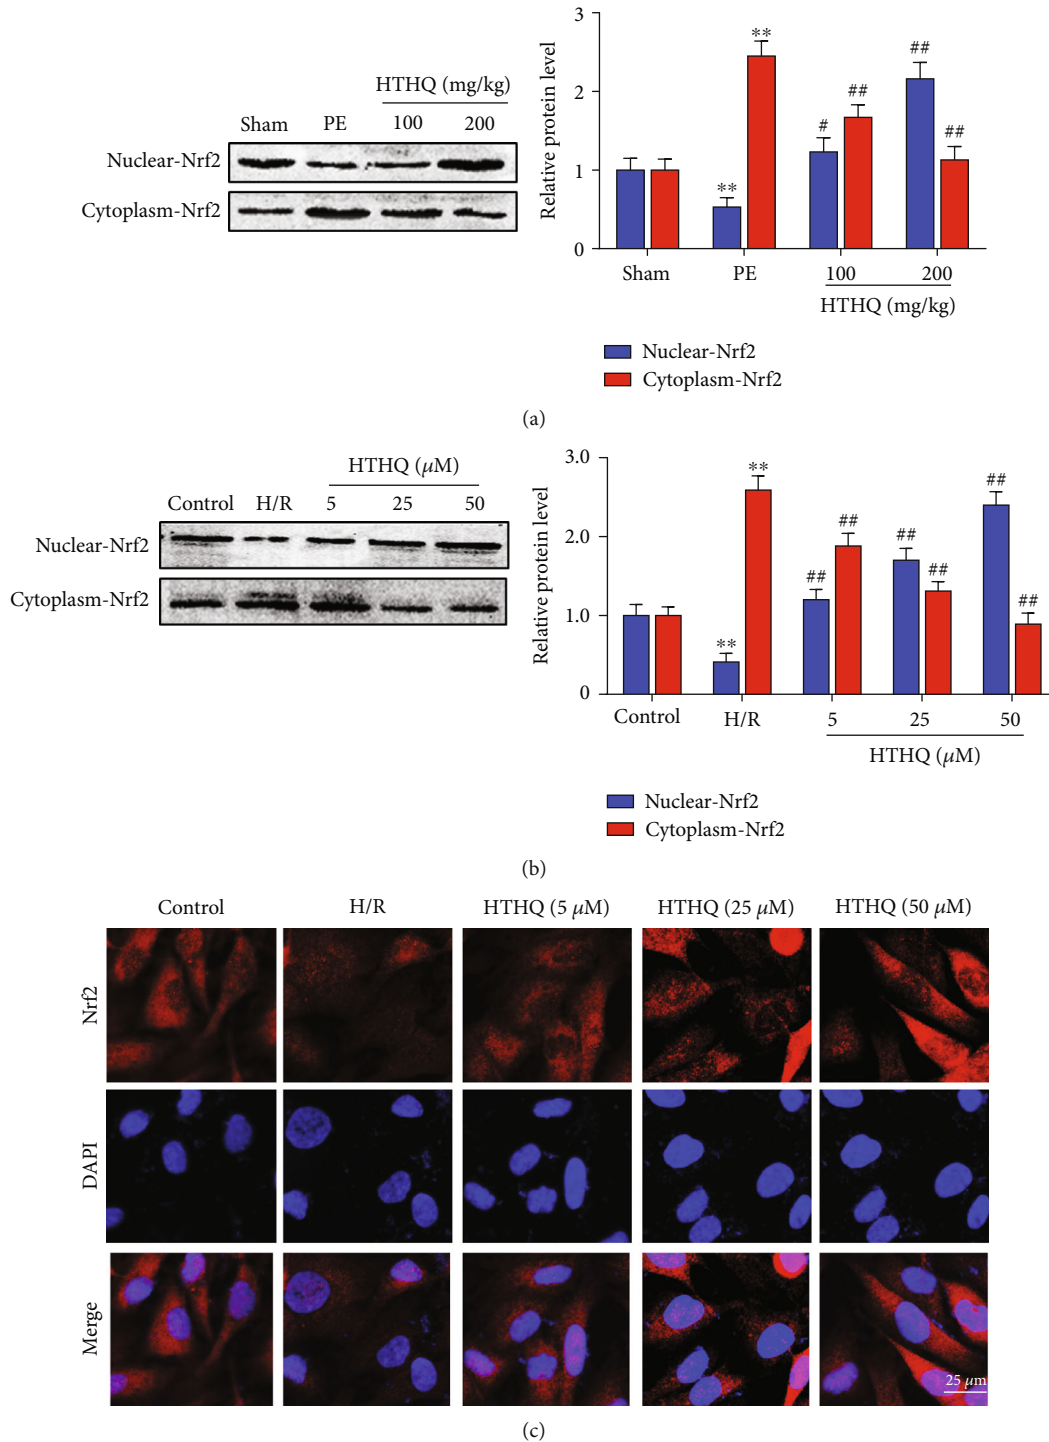 HTHQ (mg/kg)
Sham PE 100 200
Nuclear-Nrf2
Cytoplasm-Nrf2
Relative protein level
3
2
1
0
** ** # ## ## ##
Sham PE 100 200
HTHQ (mg/kg)
Nuclear-Nrf2
Cytoplasm-Nrf2
(a)
HTHQ (μM)
Control H/R 5 25 50
Nuclear-Nrf2
Cytoplasm-Nrf2
Relative protein level
3.0
2.0
1.0
0
** ** ## ## ## ## ## ##
Control H/R 5 25 50
HTHQ (μM)
Nuclear-Nrf2
Cytoplasm-Nrf2
(b)
Control H/R HTHQ (5 μM) HTHQ (25 μM) HTHQ (50 μM)
Nrf2
DAPI
Merge
25 μm
(c)